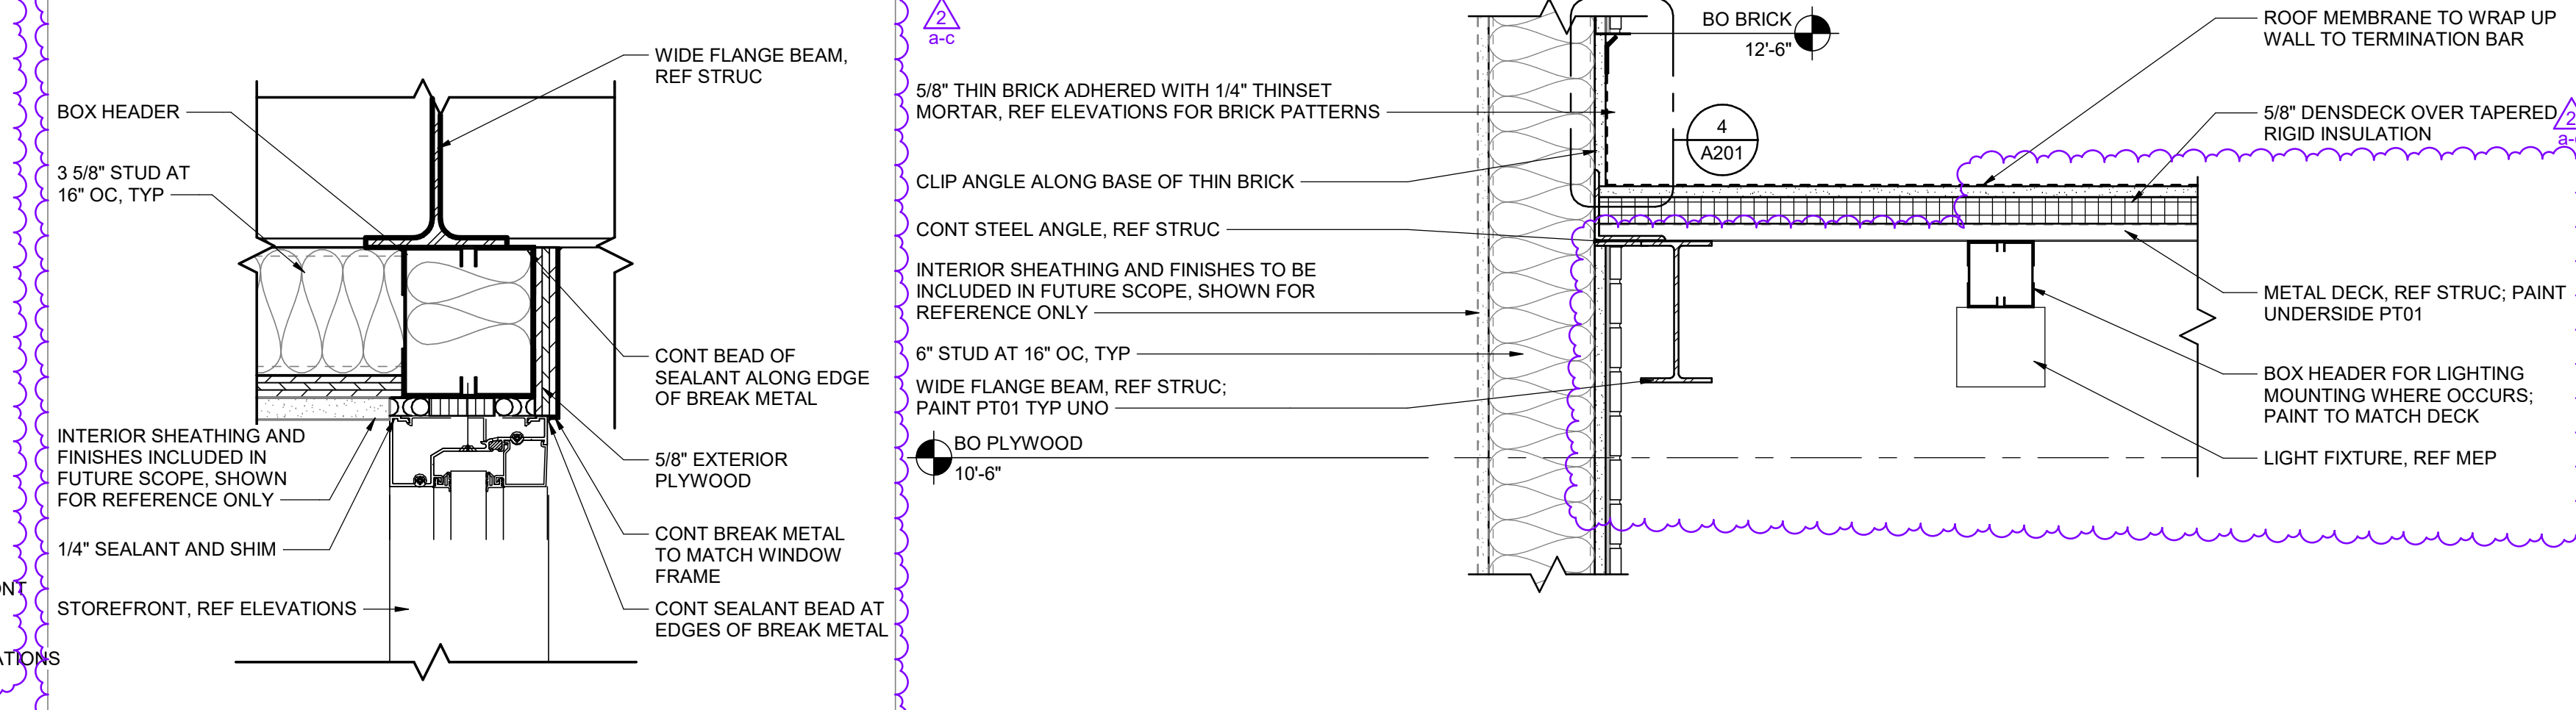 WIDE FLANGE BEAM,
REF STRUC
BOX HEADER
3 5/8" STUD AT
16" OC, TYP
CONT BEAD OF
SEALANT ALONG EDGE
OF BREAK METAL
INTERIOR SHEATHING AND
FINISHES INCLUDED IN
FUTURE SCOPE, SHOWN
FOR REFERENCE ONLY
5/8" EXTERIOR
PLYWOOD
1/4" SEALANT AND SHIM
CONT BREAK METAL
TO MATCH WINDOW
FRAME
STOREFRONT, REF ELEVATIONS
CONT SEALANT BEAD AT
EDGES OF BREAK METAL
2
a-c
BO BRICK
12'-6"
5/8" THIN BRICK ADHERED WITH 1/4" THINSET
MORTAR, REF ELEVATIONS FOR BRICK PATTERNS
4
A201
CLIP ANGLE ALONG BASE OF THIN BRICK
CONT STEEL ANGLE, REF STRUC
INTERIOR SHEATHING AND FINISHES TO BE
INCLUDED IN FUTURE SCOPE, SHOWN FOR
REFERENCE ONLY
6" STUD AT 16" OC, TYP
WIDE FLANGE BEAM, REF STRUC;
PAINT PT01 TYP UNO
BO PLYWOOD
10'-6"
ROOF MEMBRANE TO WRAP UP
WALL TO TERMINATION BAR
5/8" DENSDECK OVER TAPERED
RIGID INSULATION
2
METAL DECK, REF STRUC; PAINT
UNDERSIDE PT01
BOX HEADER FOR LIGHTING
MOUNTING WHERE OCCURS;
PAINT TO MATCH DECK
LIGHT FIXTURE, REF MEP